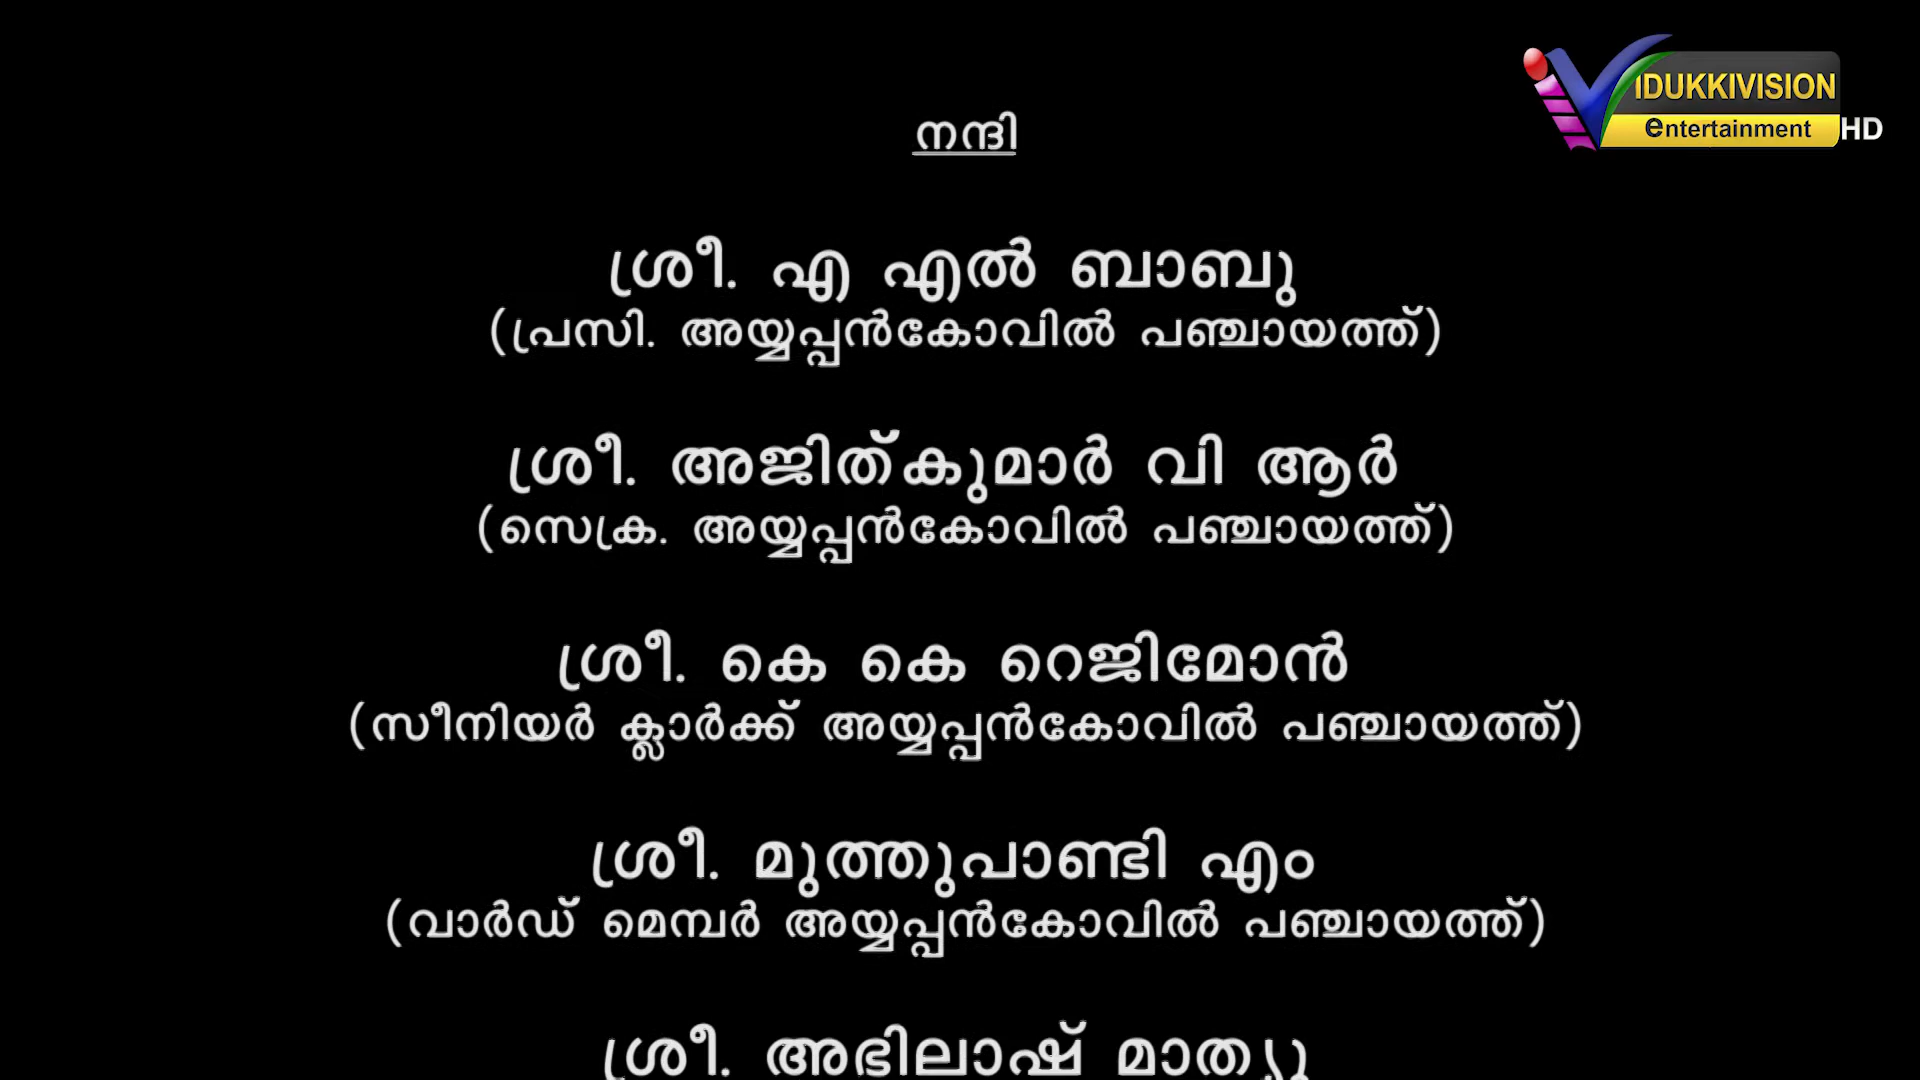 IDUKKIVISION
entertainment HD
നന്ദി
ശ്രീ. എ എൽ ബാബു
(പ്രസി. അയ്യപ്പൻകോവിൽ പഞ്ചായത്ത്)
ശ്രീ. അജിത്കുമാർ വി ആർ
(സെക്ര. അയ്യപ്പൻകോവിൽ പഞ്ചായത്ത്)
ശ്രീ. കെ കെ റെജിമോൻ
(സീനിയർ ക്ലാർക്ക് അയ്യപ്പൻകോവിൽ പഞ്ചായത്ത്)
ശ്രീ. മുത്തുപാണ്ടി എം
(വാർഡ് മെമ്പർ അയ്യപ്പൻകോവിൽ പഞ്ചായത്ത്)
ശ്രീ. അഭിലാഷ് മാത്യു